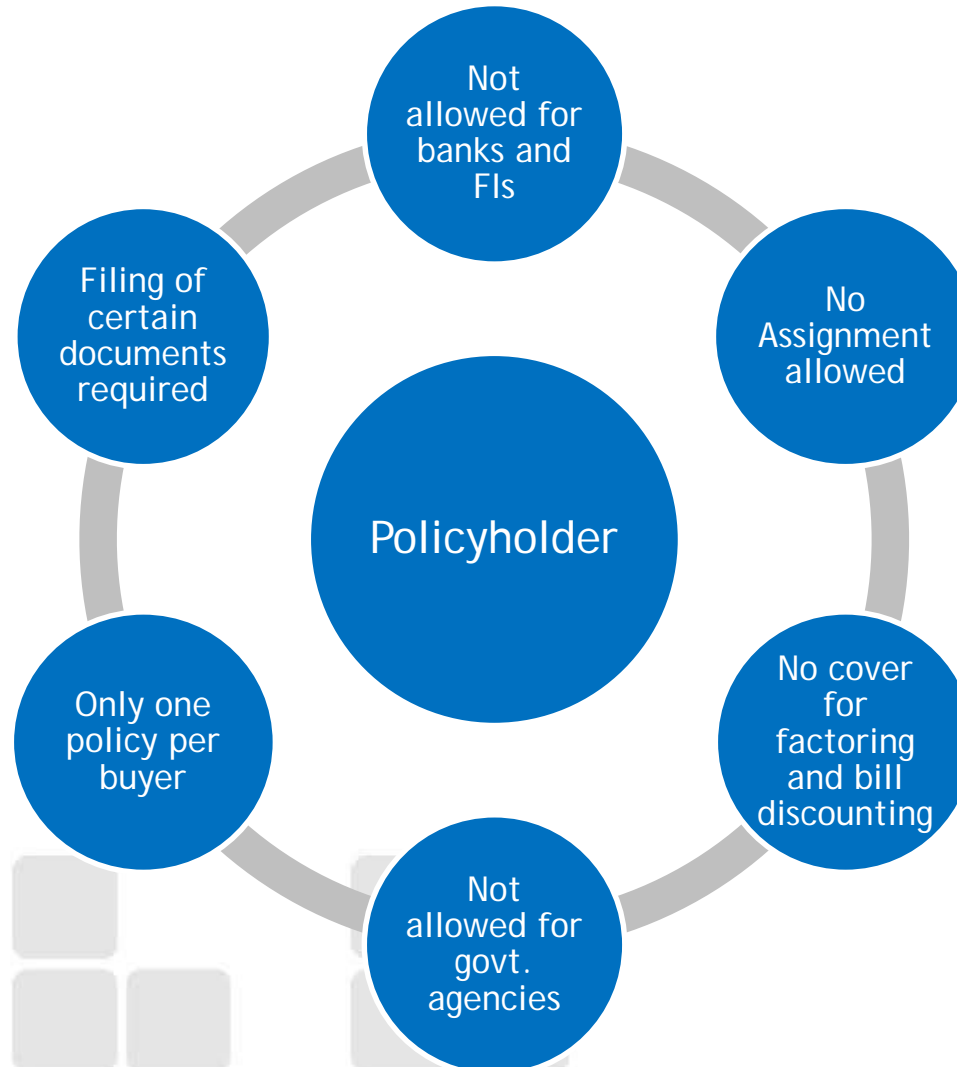 Not
allowed for
banks and
FIs
No
Assignment
allowed
No cover
for
factoring
and bill
discounting
Not
allowed for
govt.
agencies
Only one
policy per
buyer
Filing of
certain
documents
required
Policyholder